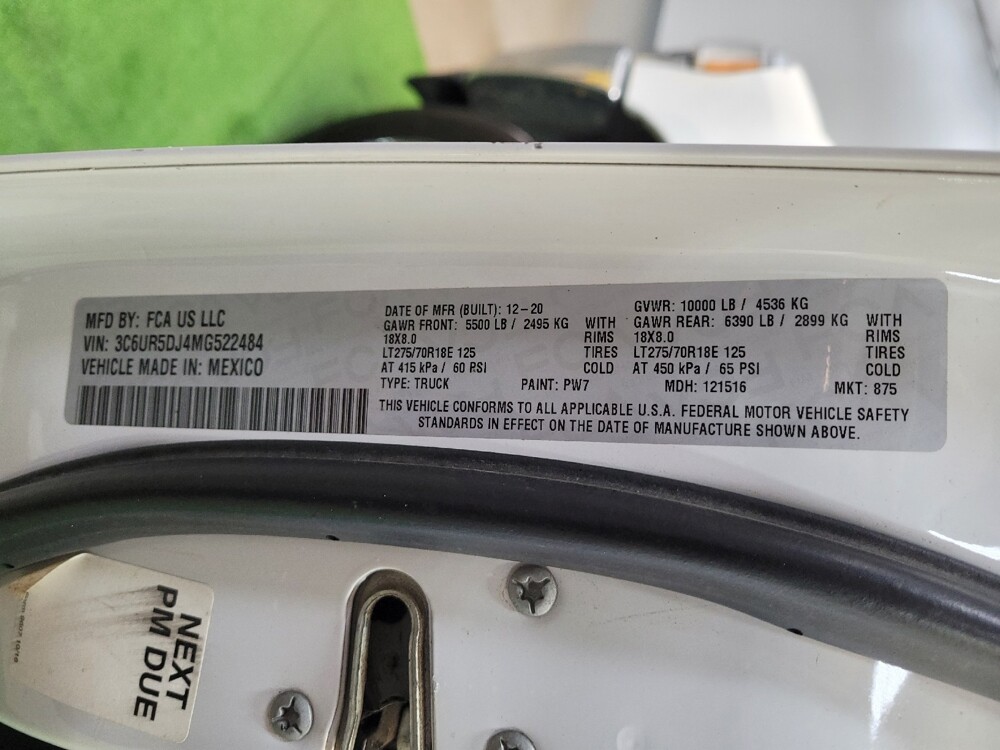 MFD BY: FCA US LLC
VIN: 3C6UR5DJ4MG522484
VEHICLE MADE IN: MEXICO
DATE OF MFR (BUILT): 12-20
GVWR: 10000 LB / 4536 KG
GAWR FRONT: 5500 LB / 2495 KG WITH
GAWR REAR: 6390 LB / 2899 KG WITH
18X8.0 RIMS
18X8.0 RIMS
LT275/70R18E 125 TIRES
LT275/70R18E 125 TIRES
AT 415 kPa / 60 PSI COLD
AT 450 kPa / 65 PSI COLD
TYPE: TRUCK PAINT: PW7 MDH: 121516 MKT: 875
THIS VEHICLE CONFORMS TO ALL APPLICABLE U.S.A. FEDERAL MOTOR VEHICLE SAFETY
STANDARDS IN EFFECT ON THE DATE OF MANUFACTURE SHOWN ABOVE.
NEXT
PM DUE